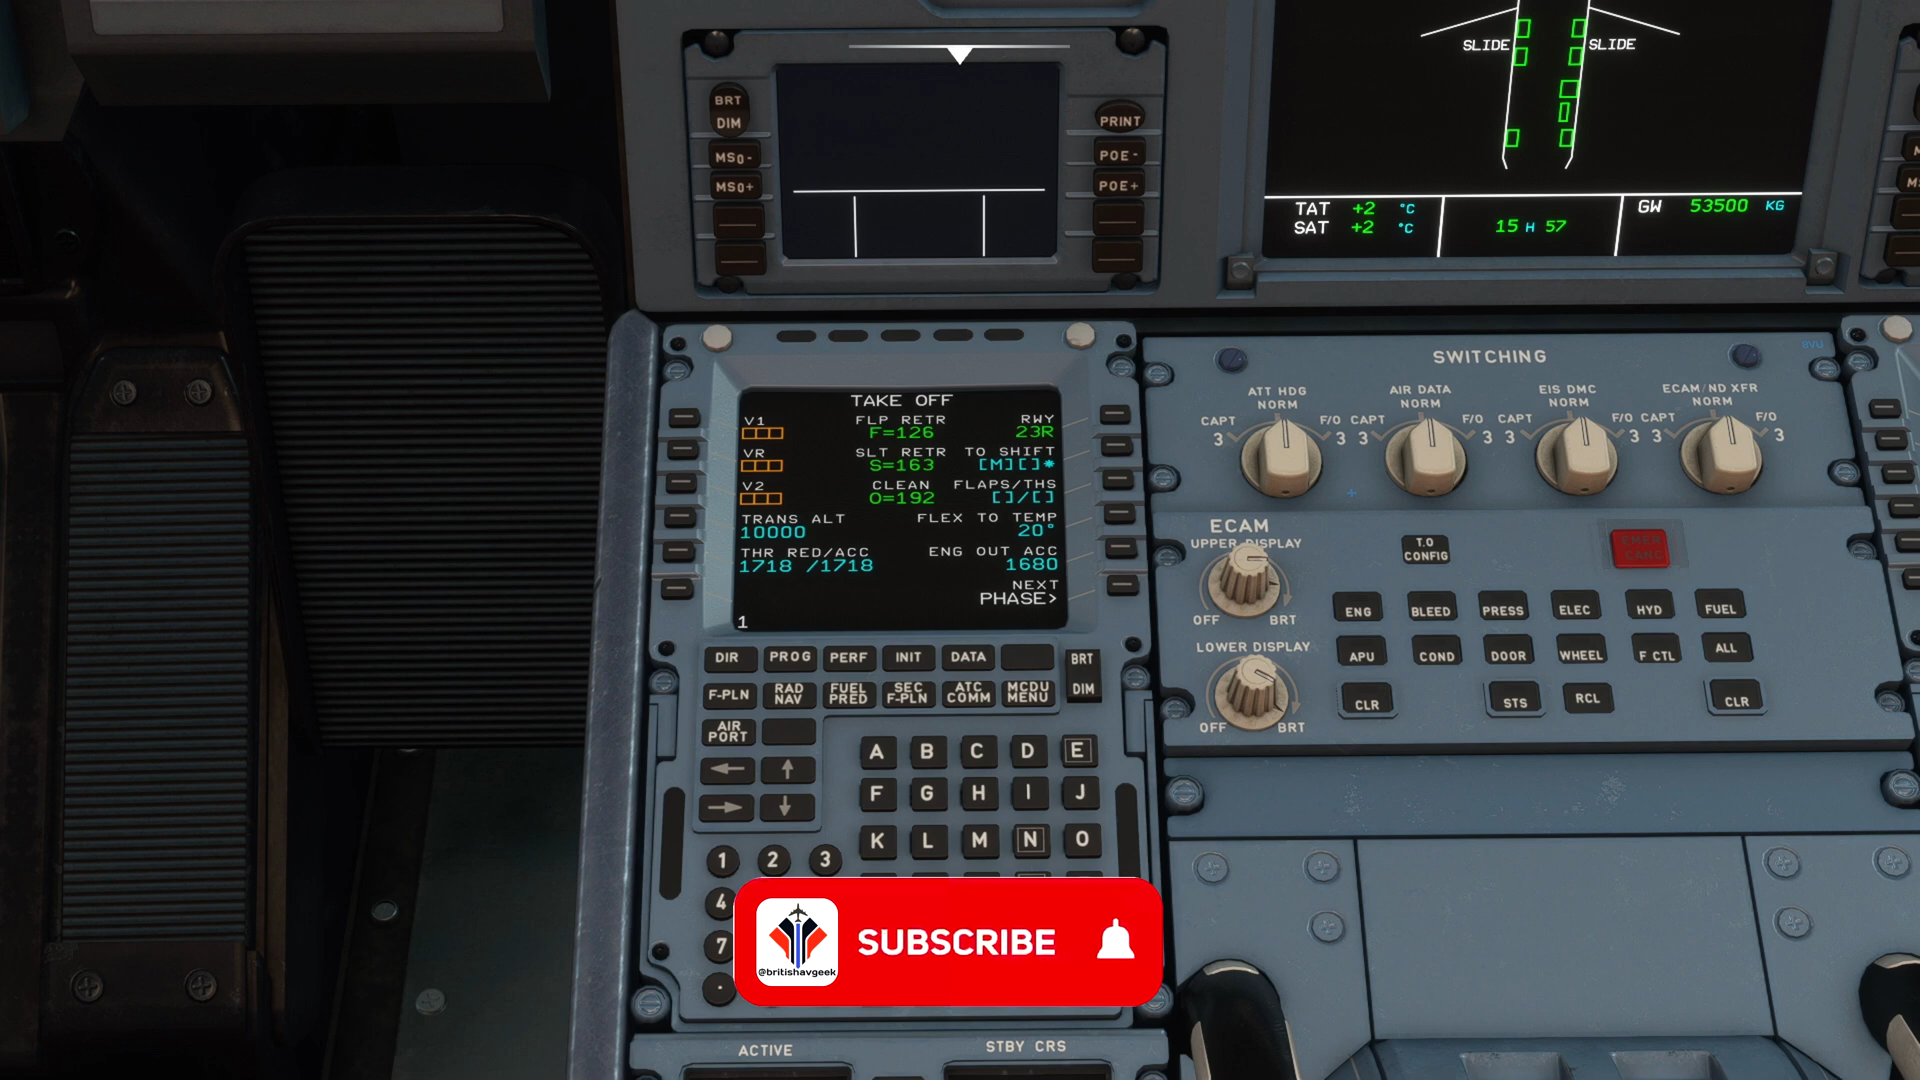 BRT
DIM
MS0-
MS0+
PRINT
POE-
POE+
SLIDE SLIDE
TAT +2 °C
SAT +2 °C
15 H 57
GW 53500 KG
TAKE OFF
V1 FLP RETR RWY
F=126 23R
VR SLT RETR TO SHIFT
S=163 [M][]*
V2 CLEAN FLAPS/THS
O=192 []/[]
TRANS ALT FLEX TO TEMP
10000 20°
THR RED/ACC ENG OUT ACC
1718 /1718 1680
NEXT
PHASE>
1
DIR PROG PERF INIT DATA
BRT
DIM
F-PLN RAD NAV FUEL PRED SEC F-PLN ATC COMM MCDU MENU
AIR PORT
A B C D E
F G H I J
K L M N O
1 2 3
4
7
.
SWITCHING
ATT HDG AIR DATA EIS DMC ECAM/ND XFR
NORM NORM NORM NORM
CAPT F/O CAPT F/O CAPT F/O CAPT F/O
3 3 3 3 3 3 3 3
ECAM
UPPER DISPLAY
OFF BRT
LOWER DISPLAY
OFF BRT
T.O
CONFIG
EMER
CANC
ENG BLEED PRESS ELEC HYD FUEL
APU COND DOOR WHEEL F CTL ALL
CLR STS RCL CLR
@britishavgeek
SUBSCRIBE
ACTIVE STBY CRS